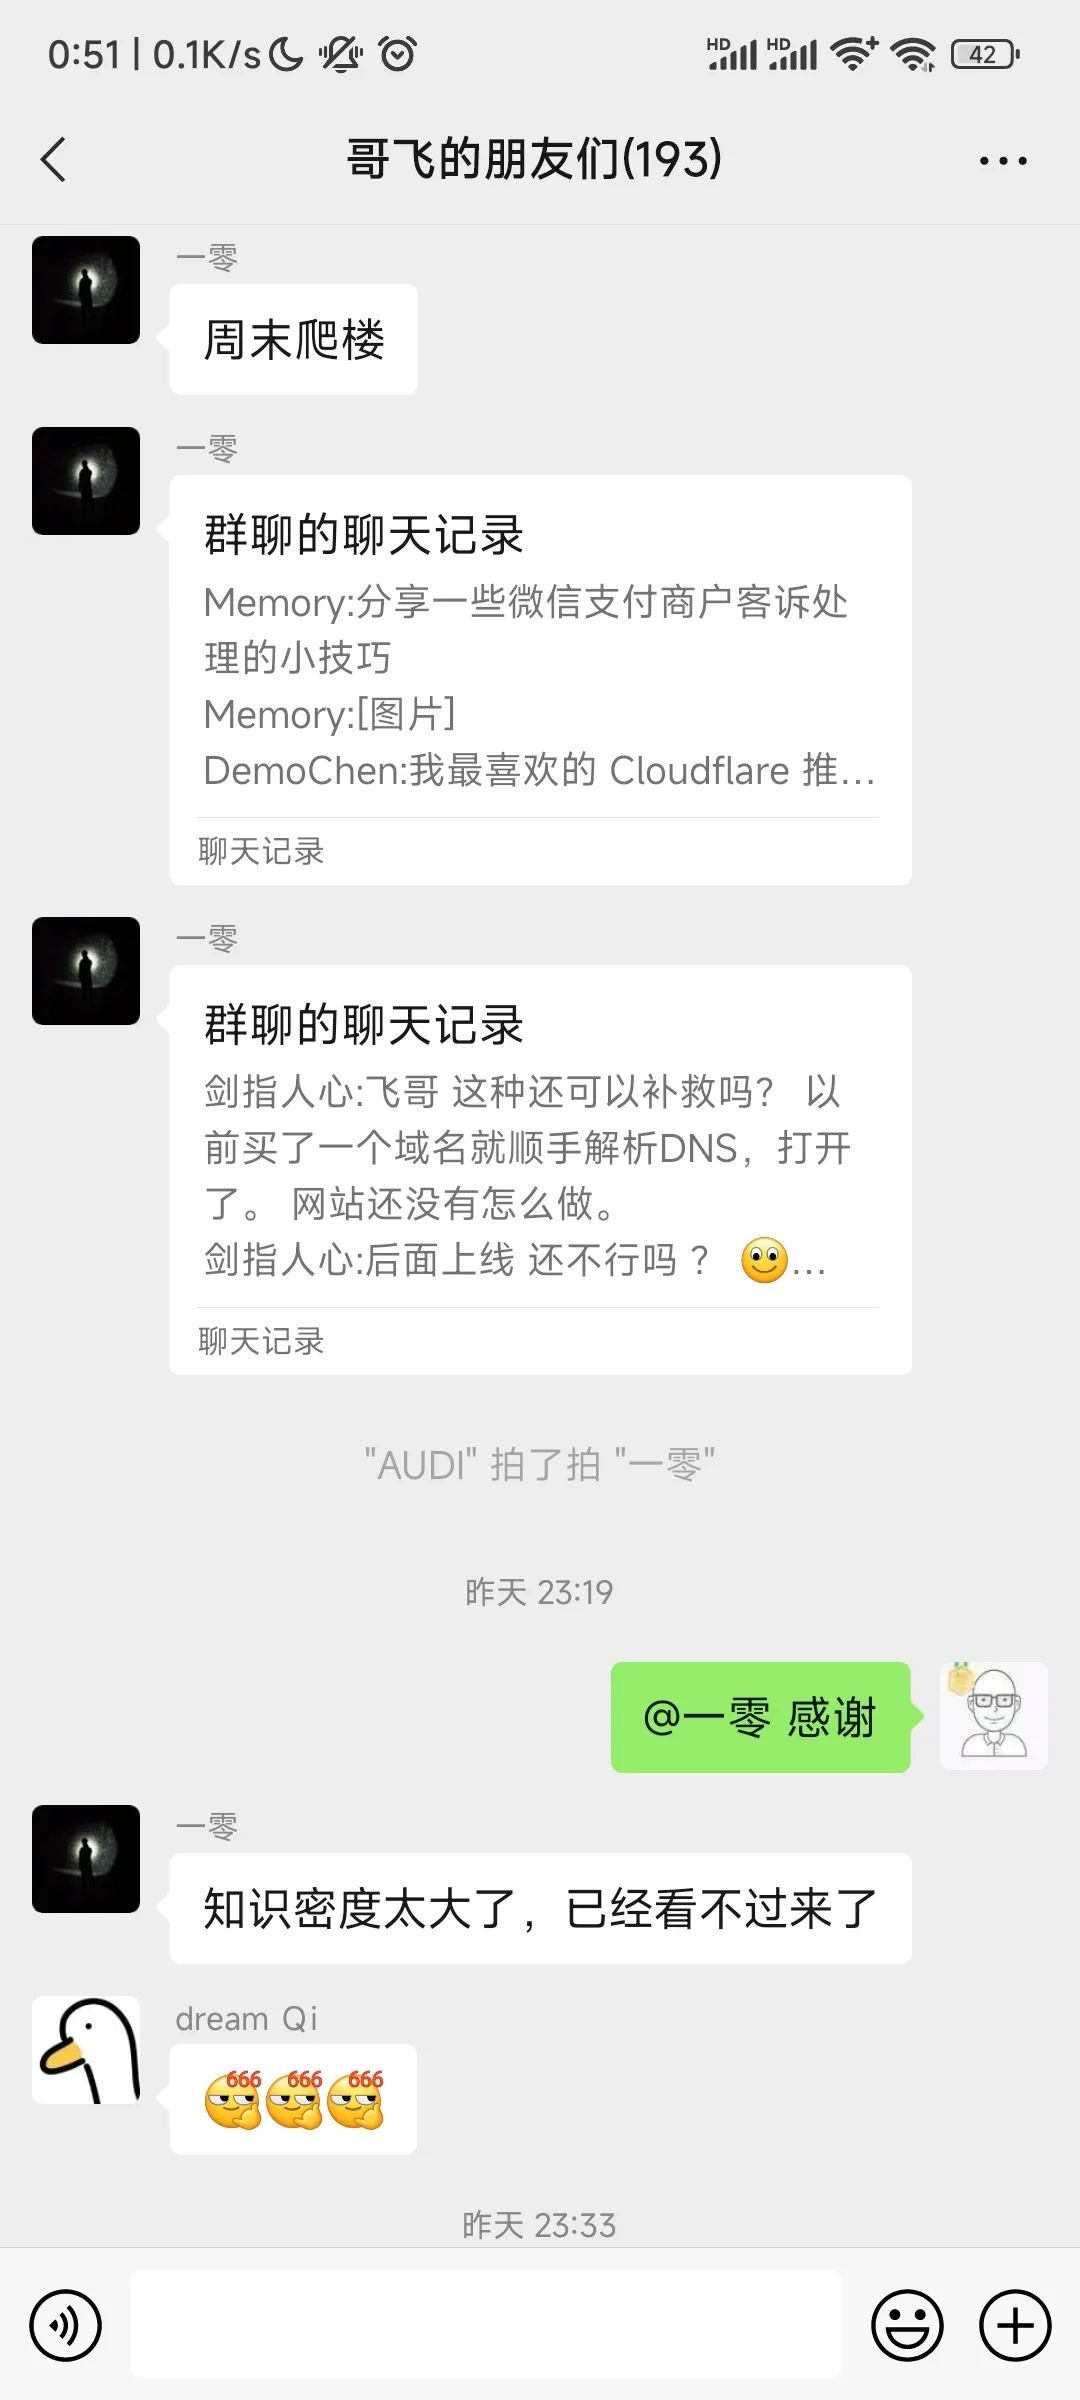 0:51 | 0.1K/s HD HD 42
哥飞的朋友们(193)
一零
周末爬楼
一零
群聊的聊天记录
Memory:分享一些微信支付商户客诉处
理的小技巧
Memory:[图片]
DemoChen:我最喜欢的 Cloudflare 推...
聊天记录
一零
群聊的聊天记录
剑指人心:飞哥 这种还可以补救吗？ 以
前买了一个域名就顺手解析DNS，打开
了。 网站还没有怎么做。
剑指人心:后面上线 还不行吗 ？ ...
聊天记录
"AUDI" 拍了拍 "一零"
昨天 23:19
@一零 感谢
一零
知识密度太大了，已经看不过来了
dream Qi
666 666 666
昨天 23:33